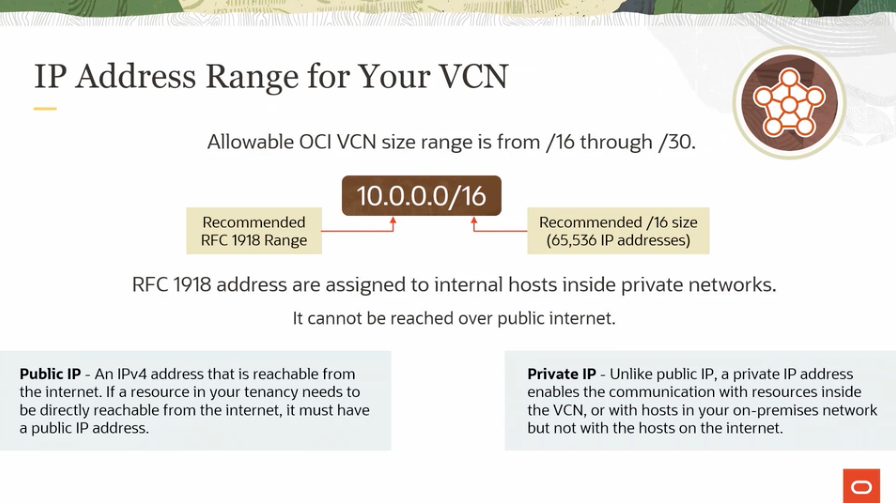 IP Address Range for Your VCN
Allowable OCI VCN size range is from /16 through /30.
10.0.0.0/16
Recommended
RFC 1918 Range
Recommended /16 size
(65,536 IP addresses)
RFC 1918 address are assigned to internal hosts inside private networks.
It cannot be reached over public internet.
Public IP - An IPv4 address that is reachable from
the internet. If a resource in your tenancy needs to
be directly reachable from the internet, it must have
a public IP address.
Private IP - Unlike public IP, a private IP address
enables the communication with resources inside
the VCN, or with hosts in your on-premises network
but not with the hosts on the internet.